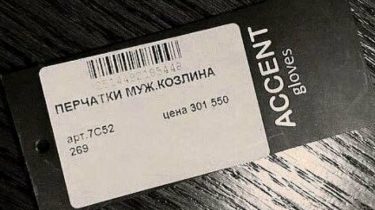 ПЕРЧАТКИ МУЖ.КОЗЛИНА
арт.7С52
цена 301 550
269
ACCENT
gloves